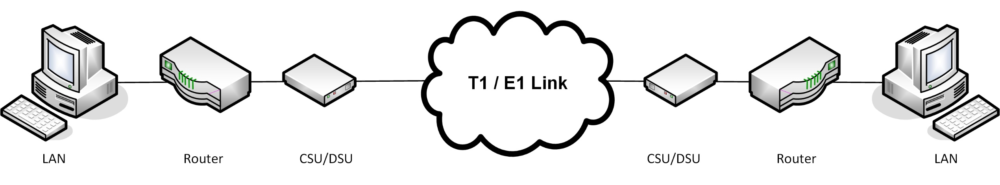 T1 / E1 Link
LAN
Router
CSU/DSU
CSU/DSU
Router
LAN